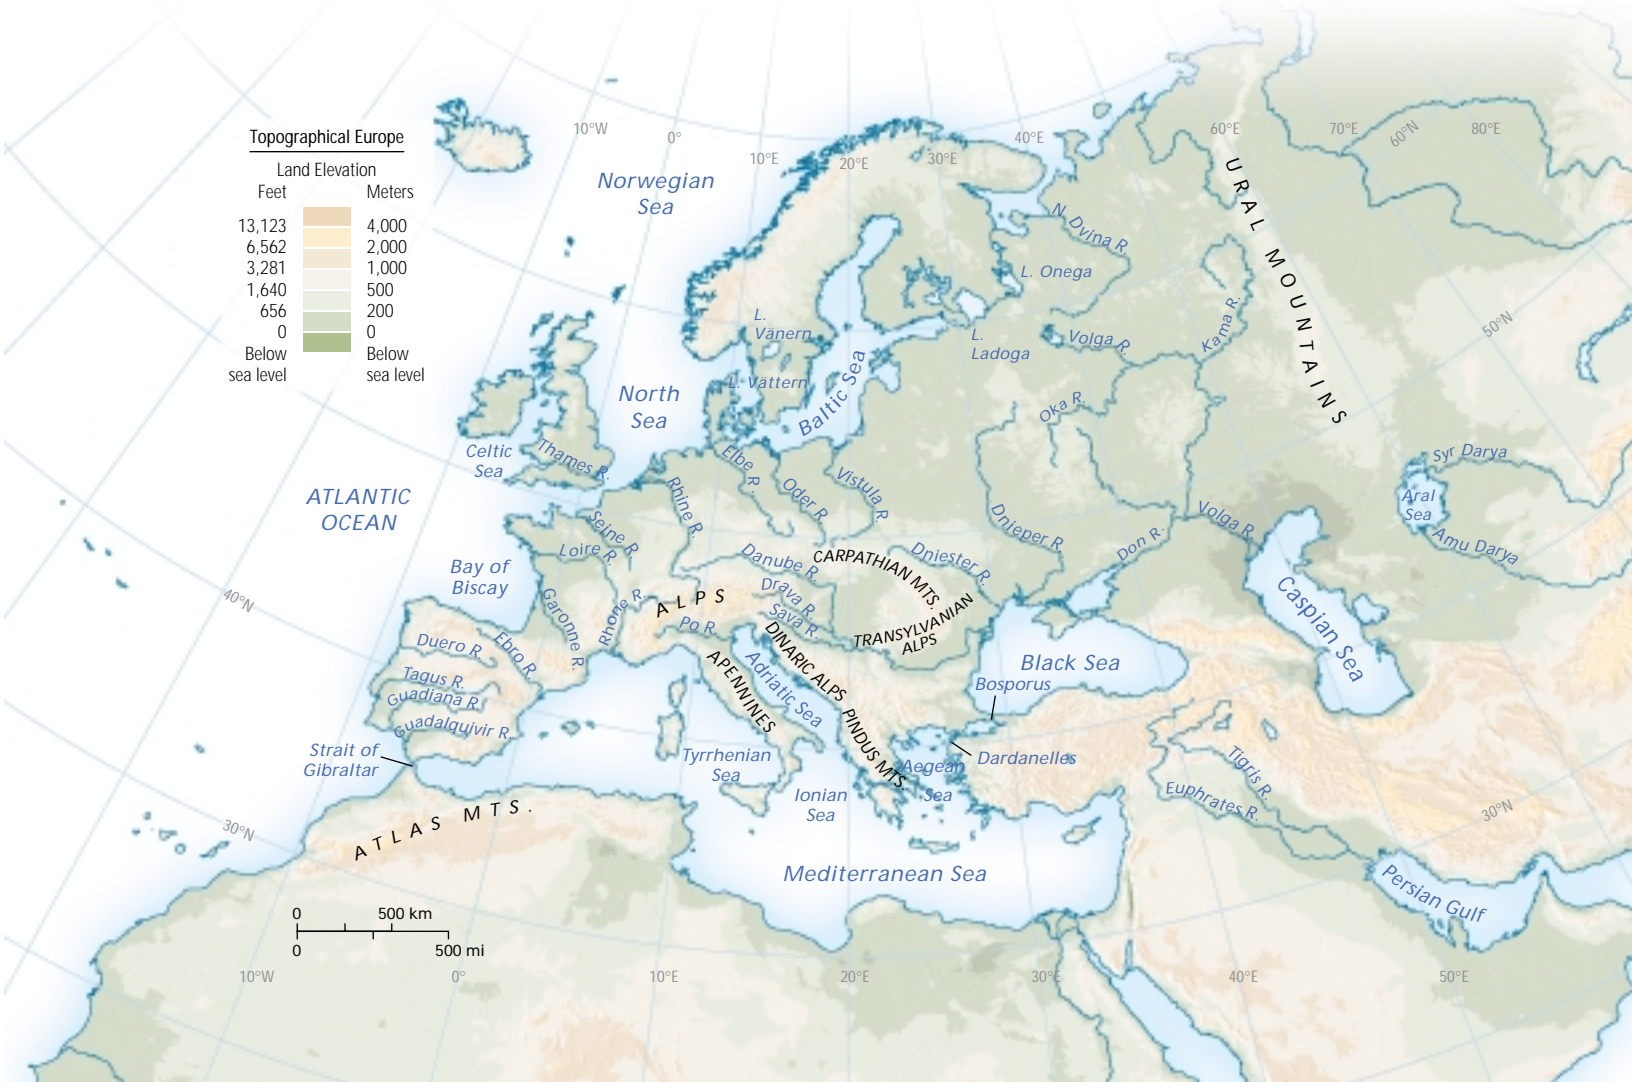 Topographical Europe
Land Elevation
Feet Meters
13,123 4,000
6,562 2,000
3,281 1,000
1,640 500
656 200
0 0
Below Below
sea level sea level
10°W
0°
10°E
20°E
30°E
40°E
60°E
70°E
60°N
80°E
50°N
40°N
30°N
30°N
Norwegian
Sea
N. Dvina R.
L. Onega
L.
Ladoga
L.
Vänern
L. Vättern
Volga R.
Kama R.
URAL MOUNTAINS
North
Sea
Baltic Sea
Oka R.
Celtic
Sea
Thames R.
Elbe R.
Oder R.
Vistula R.
Rhine R.
Seine R.
Loire R.
ATLANTIC
OCEAN
Bay of
Biscay
Dnieper R.
Don R.
Volga R.
Syr Darya
Aral
Sea
Amu Darya
Danube R.
CARPATHIAN MTS.
Dniester R.
Drava R.
Sava R.
ALPS
Rhone R.
Garonne R.
Po R.
TRANSYLVANIAN
ALPS
Caspian Sea
Duero R.
Ebro R.
Tagus R.
Guadiana R.
Guadalquivir R.
DINARIC ALPS
APENNINES
Adriatic Sea
PINDUS MTS.
Black Sea
Bosporus
Dardanelles
Strait of
Gibraltar
Tyrrhenian
Sea
Ionian
Sea
Aegean
Sea
Tigris R.
Euphrates R.
ATLAS MTS.
Mediterranean Sea
Persian Gulf
0 500 km
0 500 mi
10°W
0°
10°E
20°E
30°E
40°E
50°E